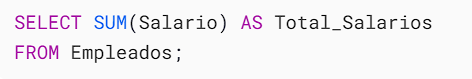 SELECT SUM(Salario) AS Total_Salarios
FROM Empleados;